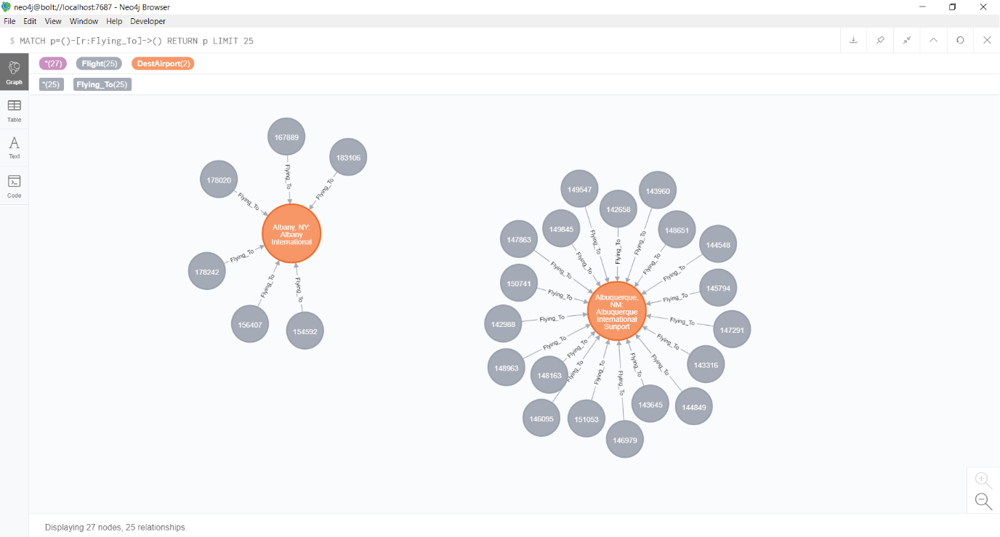 neo4j@bolt://localhost:7687 - Neo4j Browser
File Edit View Window Help Developer
$ MATCH p=()-[r:Flying_To]->() RETURN p LIMIT 25
*(27) Flight(25) DestAirport(2)
*(25) Flying_To(25)
Graph
Table
A
Text
Code
167889
183106
178020
Flying_To
Flying_To
Flying_To
Albany, NY:
Albany
International
178242
Flying_To
Flying_To
Flying_To
156407
154592
149547
142658
143960
149845
148651
147863
144548
Flying_To
Flying_To
Flying_To
Flying_To
Flying_To
Flying_To
Flying_To
150741
145794
Flying_To
Flying_To
Albuquerque,
NM:
Albuquerque
International
Sunport
142988
Flying_To
Flying_To
147291
148963
Flying_To
Flying_To
143316
148163
Flying_To
Flying_To
Flying_To
Flying_To
Flying_To
Flying_To
146095
151053
146979
143645
144849
Displaying 27 nodes, 25 relationships.